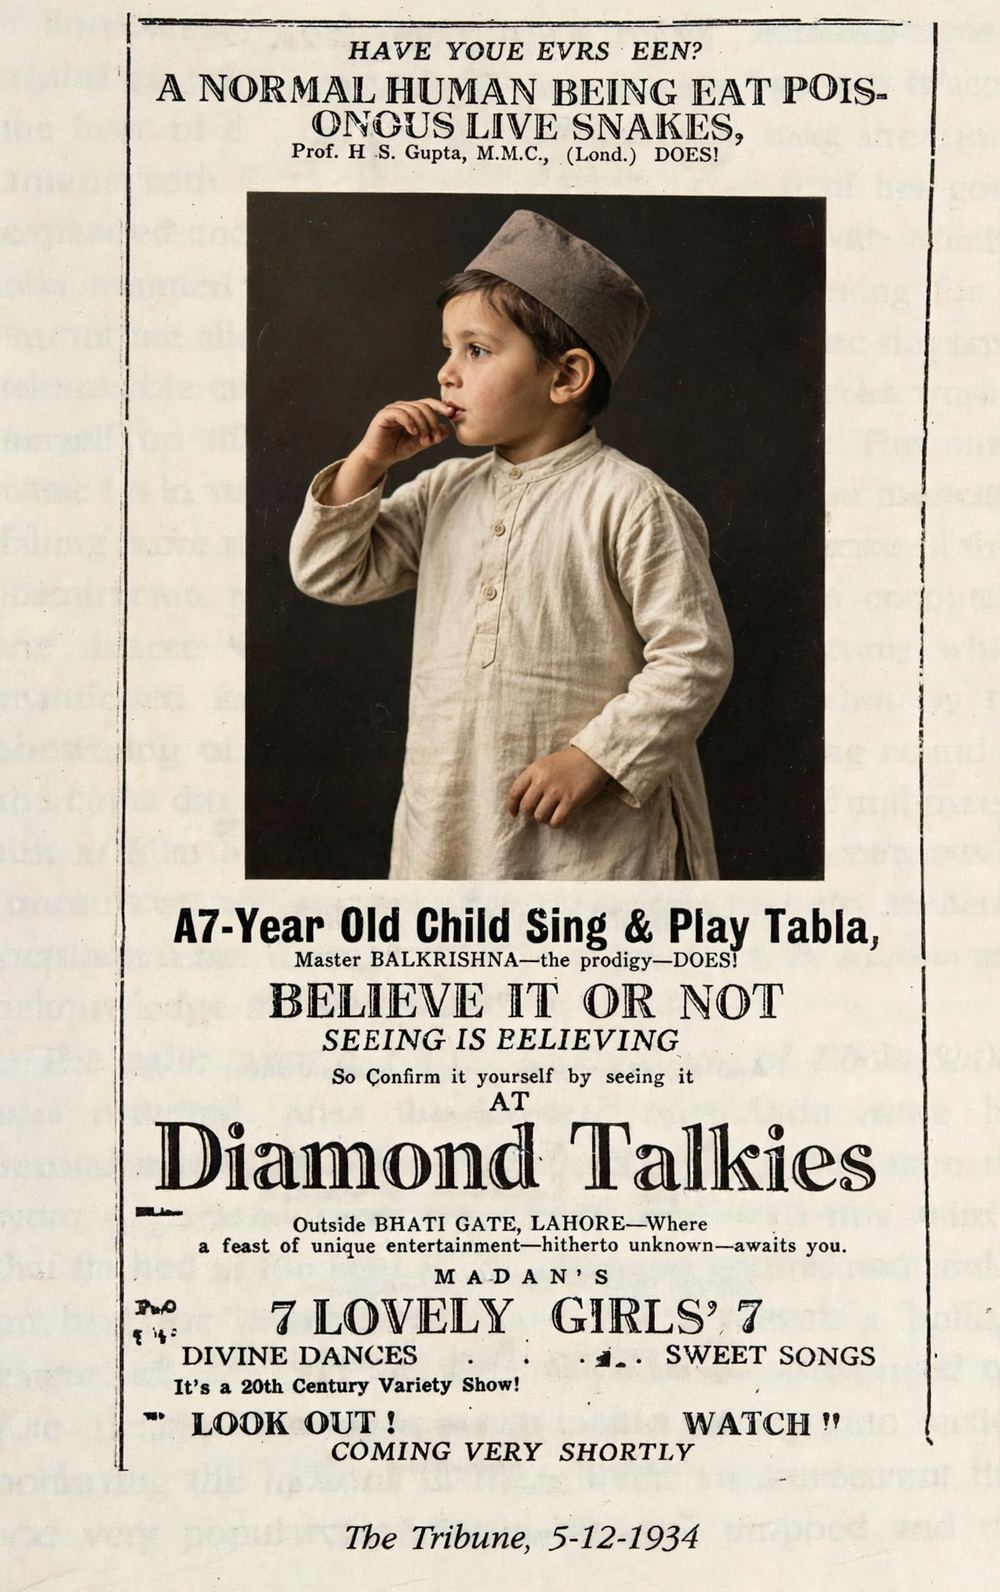 HAVE YOUE EVRS EEN?
A NORMAL HUMAN BEING EAT POIS-
ONOUS LIVE SNAKES,
Prof. H .S. Gupta, M.M.C., (Lond.) DOES!
A7-Year Old Child Sing & Play Tabla,
Master BALKRISHNA—the prodigy—DOES!
BELIEVE IT OR NOT
SEEING IS BELIEVING
So Confirm it yourself by seeing it
AT
Diamond Talkies
Outside BHATI GATE, LAHORE—Where
a feast of unique entertainment—hitherto unknown—awaits you.
MADAN'S
7 LOVELY GIRLS' 7
DIVINE DANCES . . . . SWEET SONGS
It's a 20th Century Variety Show!
LOOK OUT! WATCH "
COMING VERY SHORTLY
The Tribune, 5-12-1934